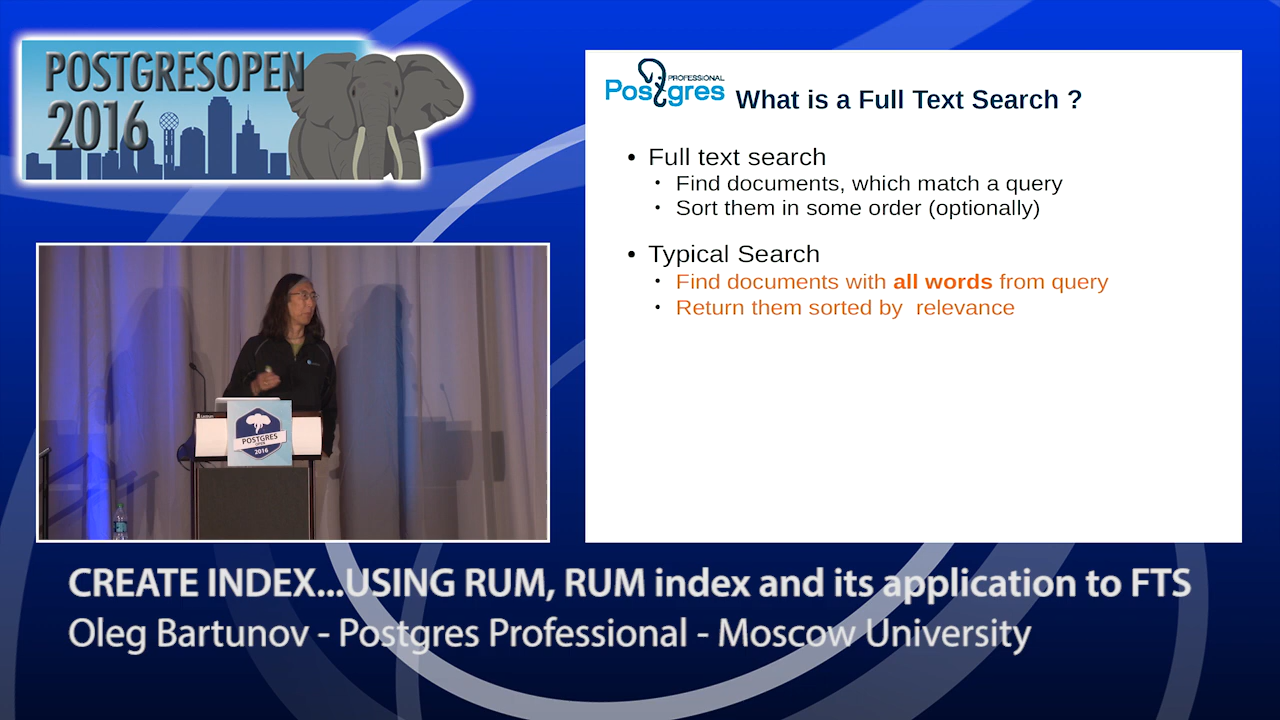 POSTGRESOPEN
2016
PROFESSIONAL
Postgres
What is a Full Text Search ?
• Full text search
• Find documents, which match a query
• Sort them in some order (optionally)
• Typical Search
• Find documents with all words from query
• Return them sorted by relevance
POSTGRES
OPEN
2016
CREATE INDEX...USING RUM, RUM index and its application to FTS
Oleg Bartunov - Postgres Professional - Moscow University